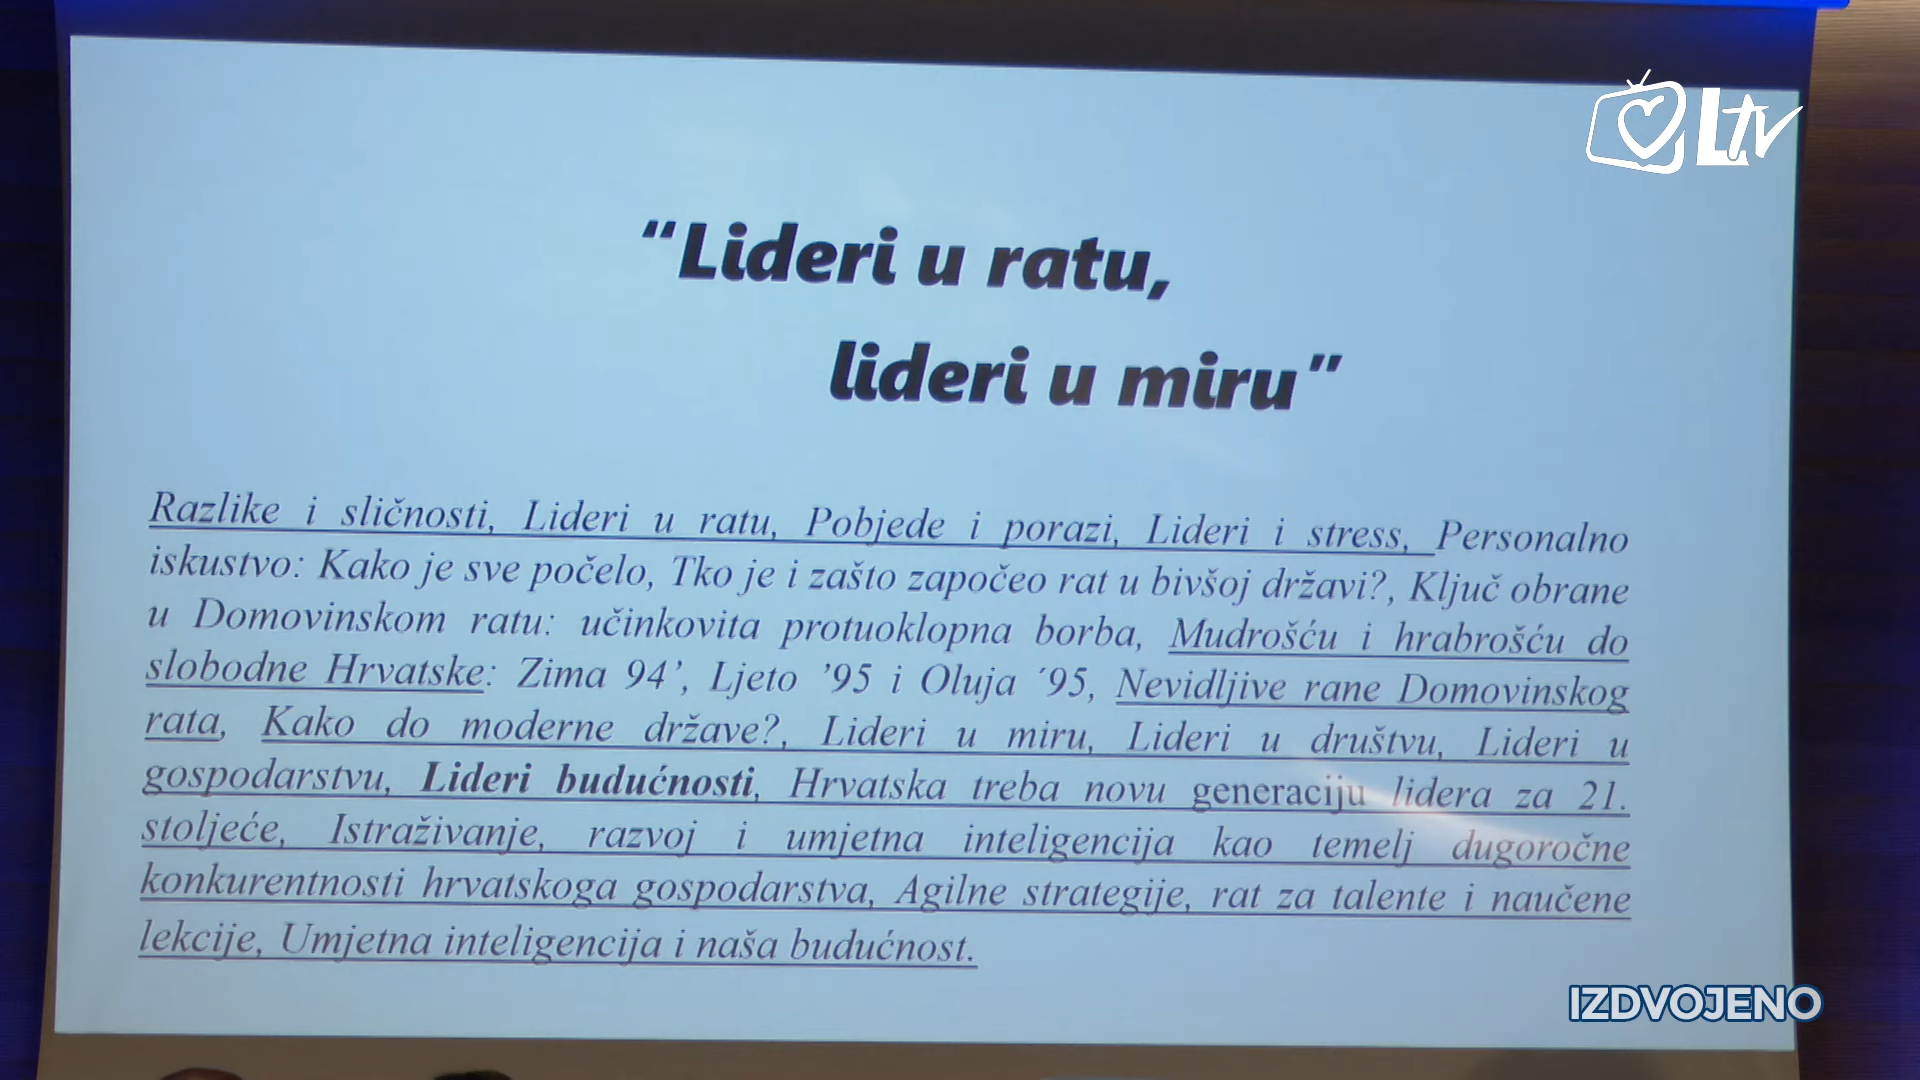 LTV
“Lideri u ratu,
lideri u miru”
Razlike i sličnosti, Lideri u ratu, Pobjede i porazi, Lideri i stress, Personalno
iskustvo: Kako je sve počelo, Tko je i zašto započeo rat u bivšoj državi?, Ključ obrane
u Domovinskom ratu: učinkovita protuoklopna borba, Mudrošću i hrabrošću do
slobodne Hrvatske: Zima 94’, Ljeto ’95 i Oluja ´95, Nevidljive rane Domovinskog
rata, Kako do moderne države?, Lideri u miru, Lideri u društvu, Lideri u
gospodarstvu, Lideri budućnosti, Hrvatska treba novu generaciju lidera za 21.
stoljeće, Istraživanje, razvoj i umjetna inteligencija kao temelj dugoročne
konkurentnosti hrvatskoga gospodarstva, Agilne strategije, rat za talente i naučene
lekcije, Umjetna inteligencija i naša budućnost.
IZDVOJENO